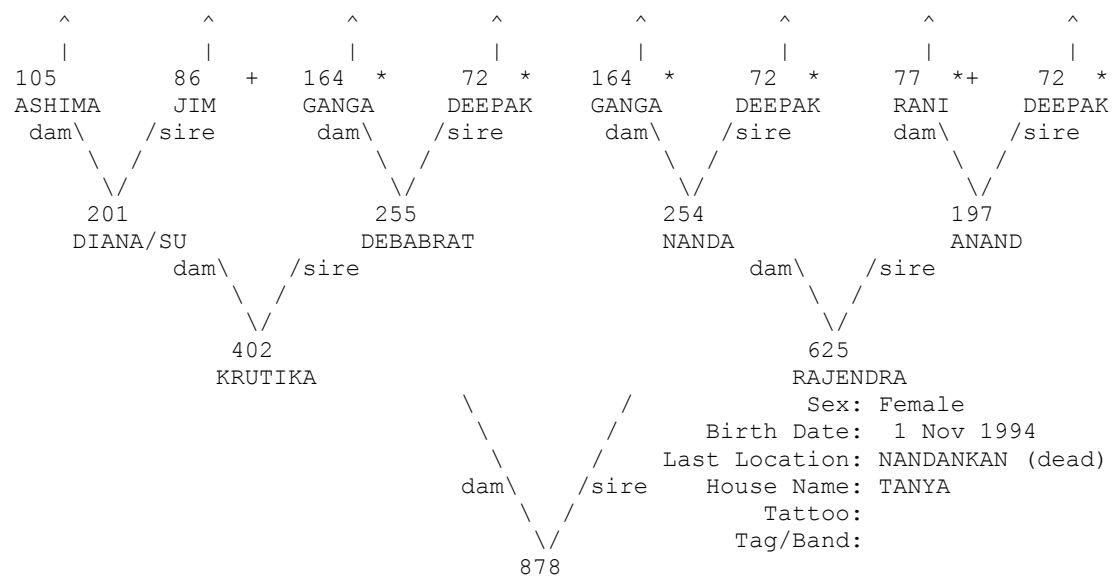 ^ ^ ^ ^ ^ ^ ^ ^
| | | | | | | |
105 86 + 164 * 72 * 164 * 72 * 77 *+ 72 *
ASHIMA JIM GANGA DEEPAK GANGA DEEPAK RANI DEEPAK
dam\ /sire dam\ /sire dam\ /sire dam\ /sire
\ / \ / \ / \ /
\/ \/ \/ \/
201 255 254 197
DIANA/SU DEBABRAT NANDA ANAND
dam\ /sire dam\ /sire
\ / \ /
\/ \/
402 625
KRUTIKA RAJENDRA
\ / Sex: Female
\ / Birth Date: 1 Nov 1994
\ / Last Location: NANDANKAN (dead)
dam\ /sire House Name: TANYA
\ / Tattoo:
\/ Tag/Band:
878